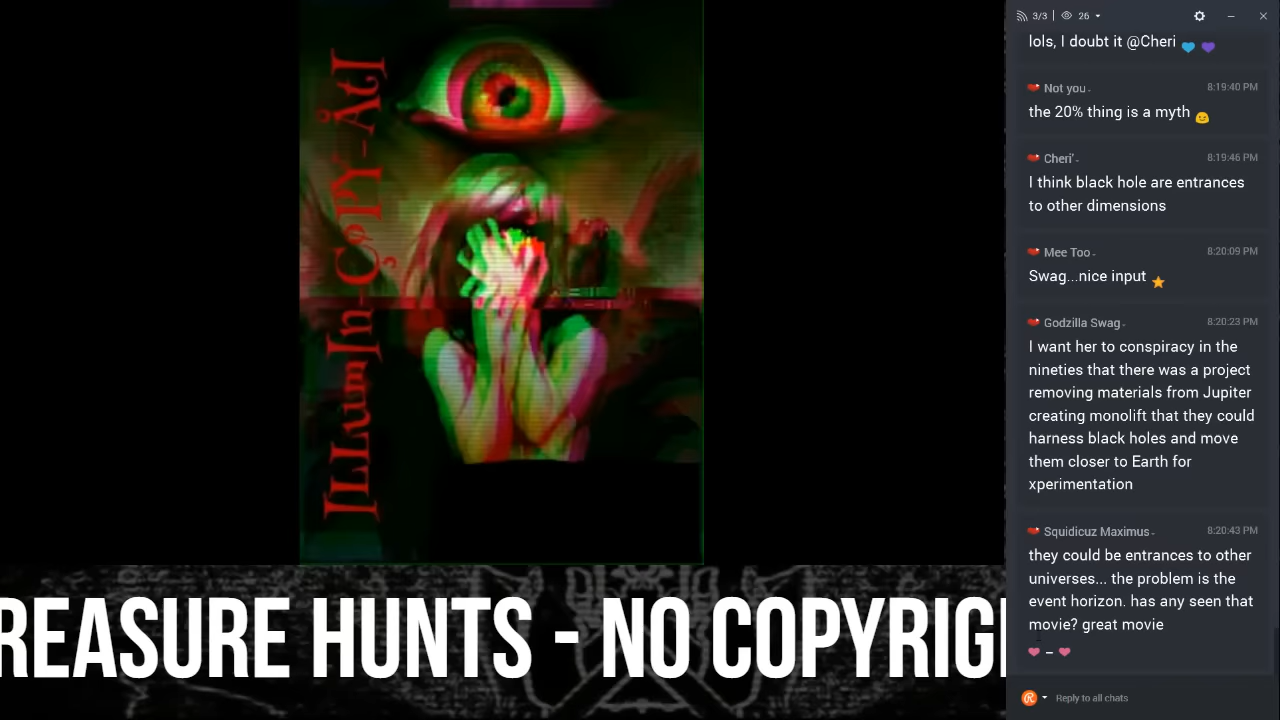 ILLumIn-ÇoPY-ÅtI
REASURE HUNTS - NO COPYRIG
3/3
26
lols, I doubt it @Cheri 💙 💜
Not you -
8:19:40 PM
the 20% thing is a myth 🙂
Cheri' -
8:19:46 PM
I think black hole are entrances
to other dimensions
Mee Too -
8:20:09 PM
Swag...nice input ⭐
Godzilla Swag -
8:20:23 PM
I want her to conspiracy in the
nineties that there was a project
removing materials from Jupiter
creating monolift that they could
harness black holes and move
them closer to Earth for
xperimentation
Squidicuz Maximus -
8:20:43 PM
they could be entrances to other
universes... the problem is the
event horizon. has any seen that
movie? great movie
💗 – 💗
Reply to all chats